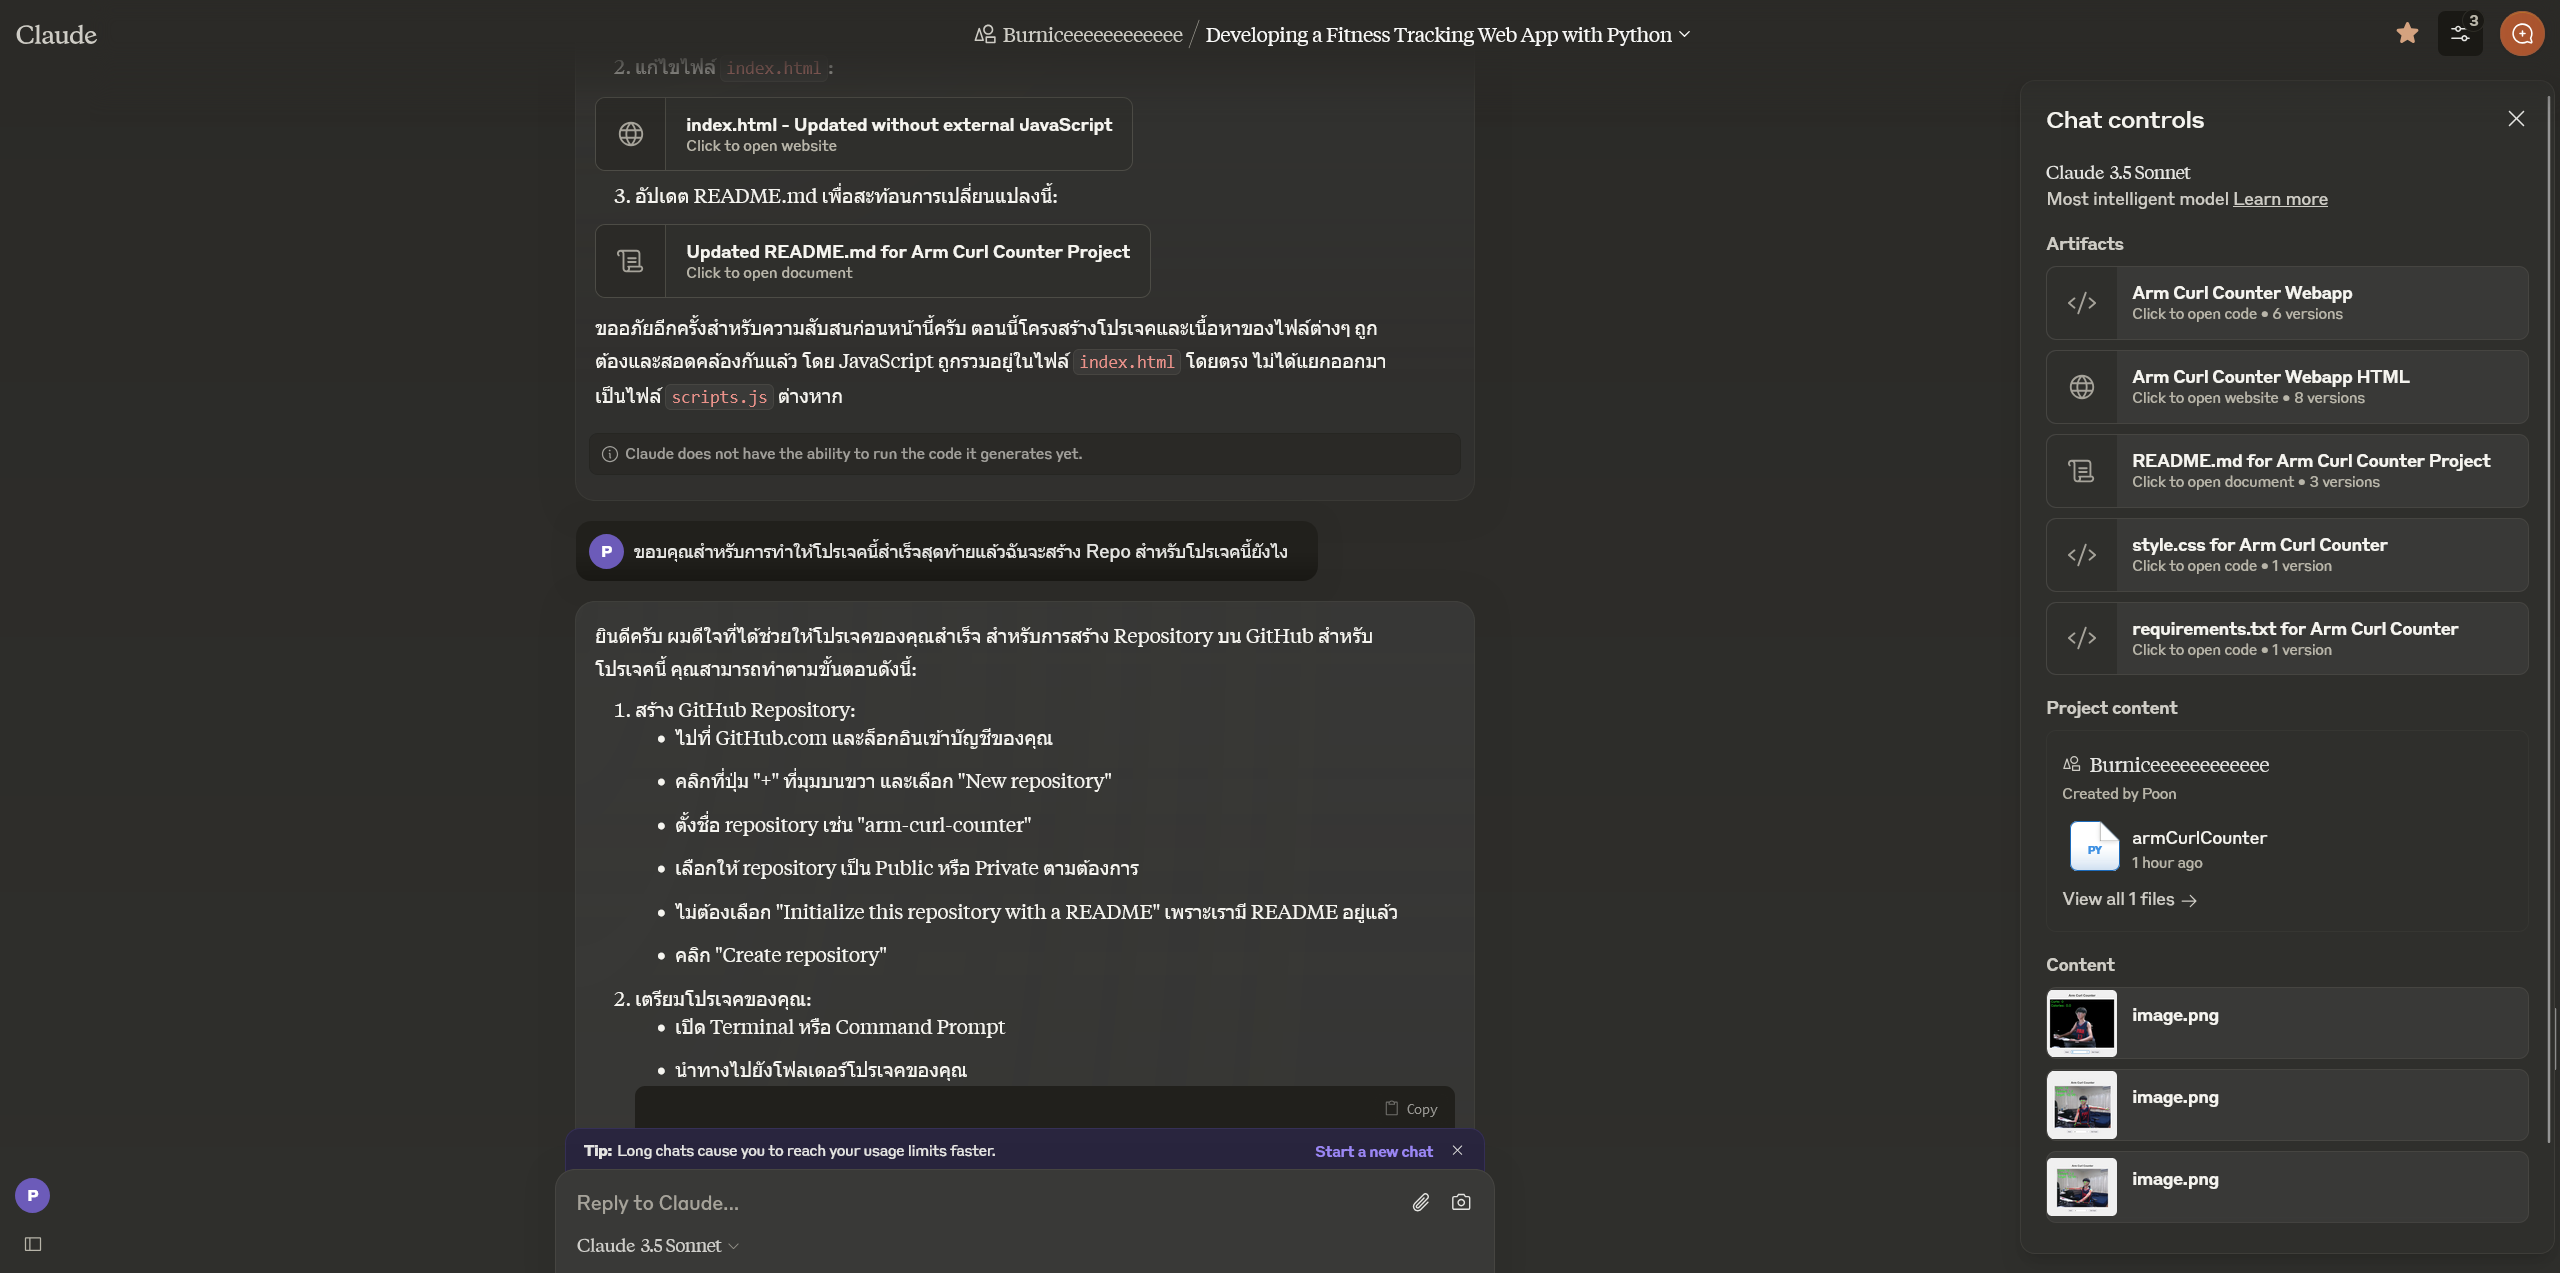 Claude
Burniceeeeeeeeeeeee / Developing a Fitness Tracking Web App with Python
3
2. แก้ไขไฟล์ index.html :
index.html - Updated without external JavaScript
Click to open website
3. อัปเดต README.md เพื่อสะท้อนการเปลี่ยนแปลงนี้:
Updated README.md for Arm Curl Counter Project
Click to open document
ขออภัยอีกครั้งสำหรับความสับสนก่อนหน้านี้ครับ ตอนนี้โครงสร้างโปรเจคและเนื้อหาของไฟล์ต่างๆ ถูก
ต้องและสอดคล้องกันแล้ว โดย JavaScript ถูกรวมอยู่ในไฟล์ index.html โดยตรง ไม่ได้แยกออกมา
เป็นไฟล์ scripts.js ต่างหาก
Claude does not have the ability to run the code it generates yet.
P
ขอบคุณสำหรับการทำให้โปรเจคนี้สำเร็จสุดท้ายแล้วฉันจะสร้าง Repo สำหรับโปรเจคนี้ยังไง
ยินดีครับ ผมดีใจที่ได้ช่วยให้โปรเจคของคุณสำเร็จ สำหรับการสร้าง Repository บน GitHub สำหรับ
โปรเจคนี้ คุณสามารถทำตามขั้นตอนดังนี้:
1. สร้าง GitHub Repository:
• ไปที่ GitHub.com และล็อกอินเข้าบัญชีของคุณ
• คลิกที่ปุ่ม "+" ที่มุมบนขวา และเลือก "New repository"
• ตั้งชื่อ repository เช่น "arm-curl-counter"
• เลือกให้ repository เป็น Public หรือ Private ตามต้องการ
• ไม่ต้องเลือก "Initialize this repository with a README" เพราะเรามี README อยู่แล้ว
• คลิก "Create repository"
2. เตรียมโปรเจคของคุณ:
• เปิด Terminal หรือ Command Prompt
• นำทางไปยังโฟลเดอร์โปรเจคของคุณ
Copy
Tip: Long chats cause you to reach your usage limits faster.
Start a new chat
Reply to Claude...
Claude 3.5 Sonnet
P
Chat controls
Claude 3.5 Sonnet
Most intelligent model Learn more
Artifacts
Arm Curl Counter Webapp
Click to open code • 6 versions
Arm Curl Counter Webapp HTML
Click to open website • 8 versions
README.md for Arm Curl Counter Project
Click to open document • 3 versions
style.css for Arm Curl Counter
Click to open code • 1 version
requirements.txt for Arm Curl Counter
Click to open code • 1 version
Project content
Burniceeeeeeeeeeeee
Created by Poon
PY
armCurlCounter
1 hour ago
View all 1 files
Content
image.png
image.png
image.png